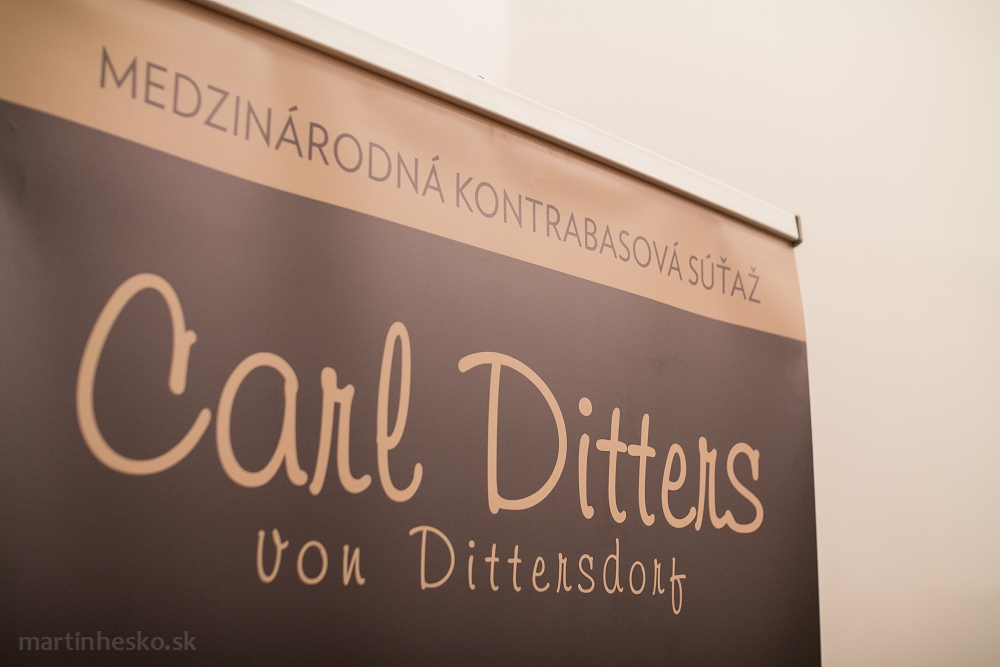 MEDZINÁRODNÁ KONTRABASOVÁ SÚŤAŽ
Carl Ditters
von Dittersdorf
martinhesko.sk